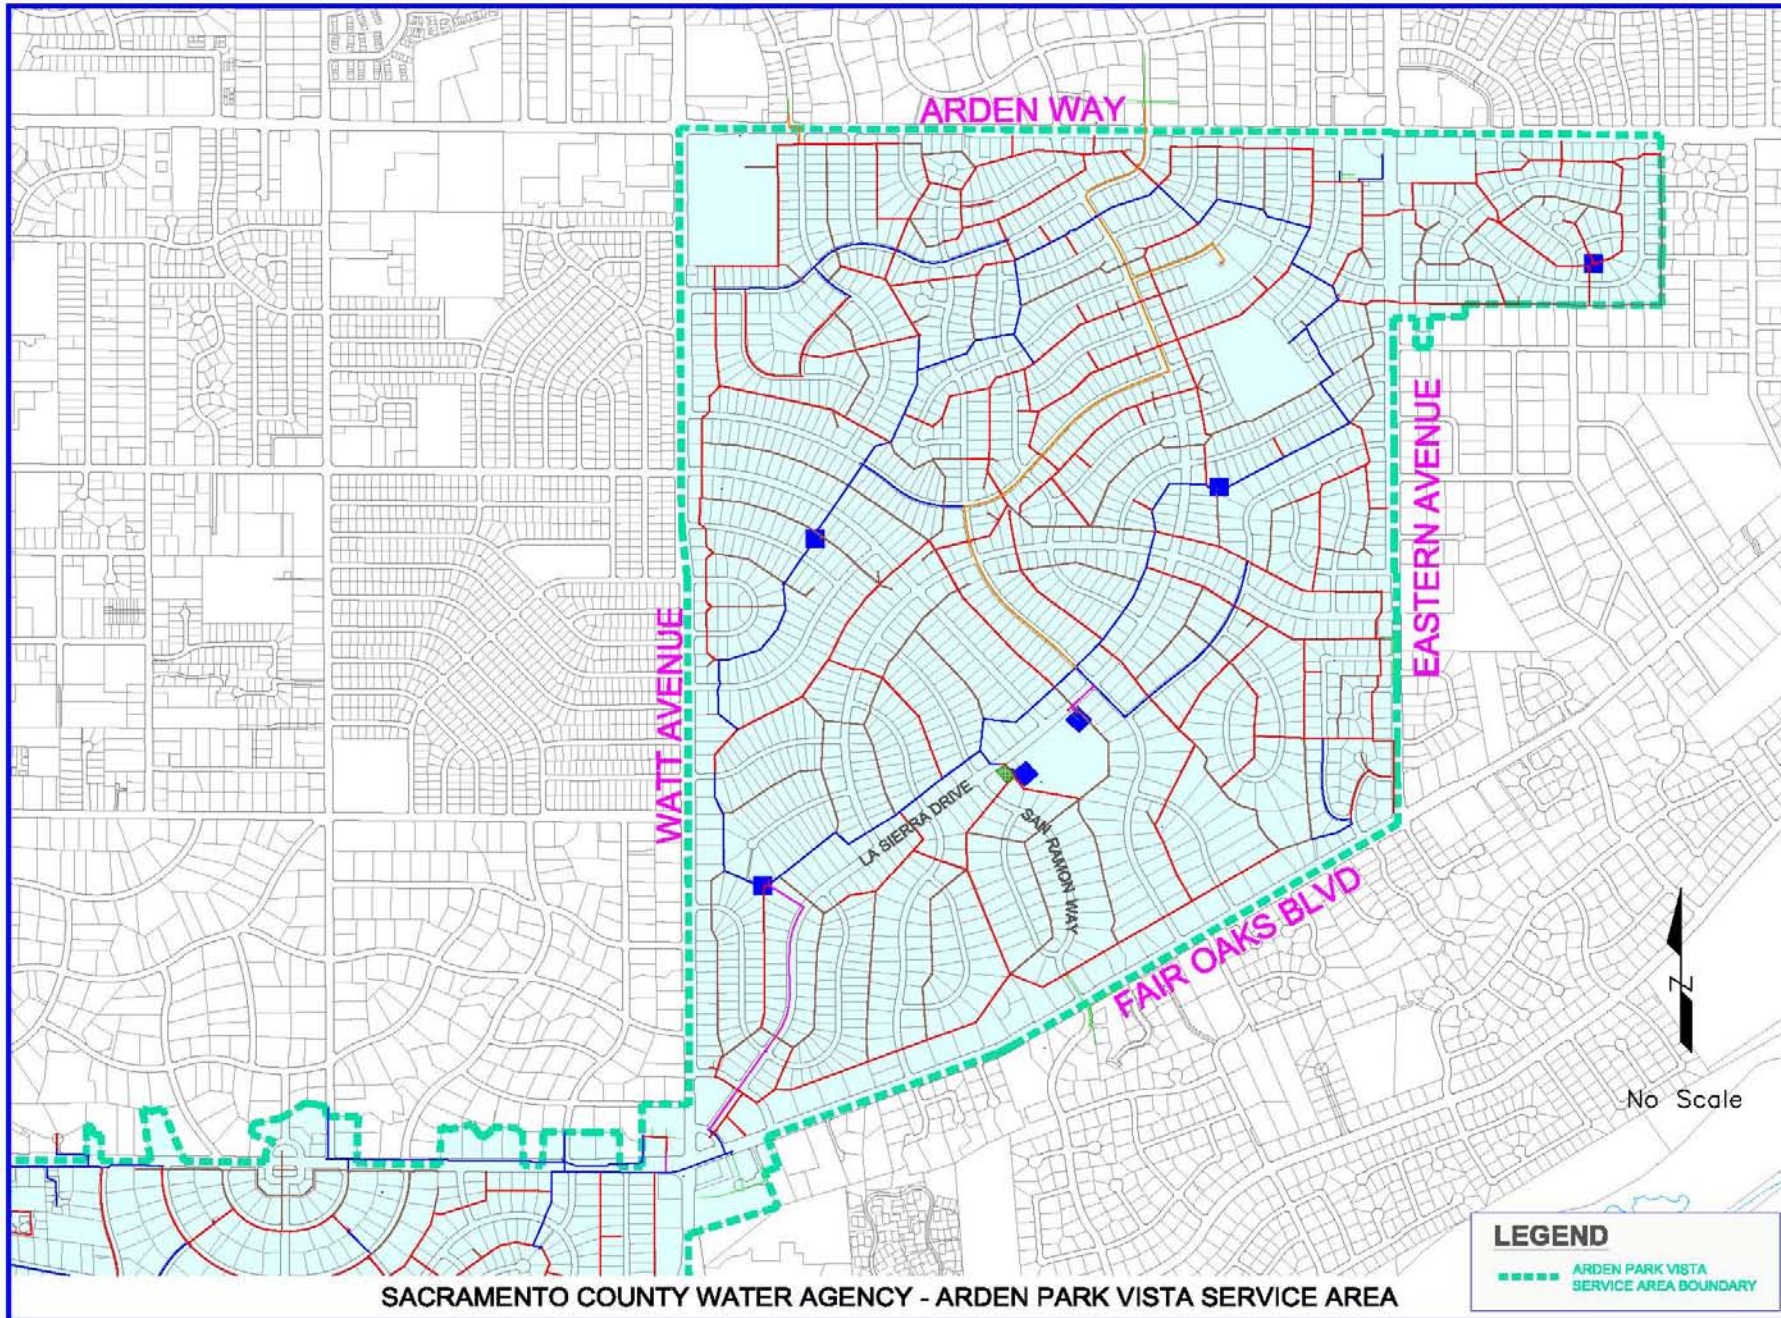 ARDEN WAY
EASTERN AVENUE
WATT AVENUE
LA SIERRA DRIVE
SAN RAMON WAY
FAIR OAKS BLVD
N
No Scale
LEGEND
ARDEN PARK VISTA
SERVICE AREA BOUNDARY
SACRAMENTO COUNTY WATER AGENCY - ARDEN PARK VISTA SERVICE AREA